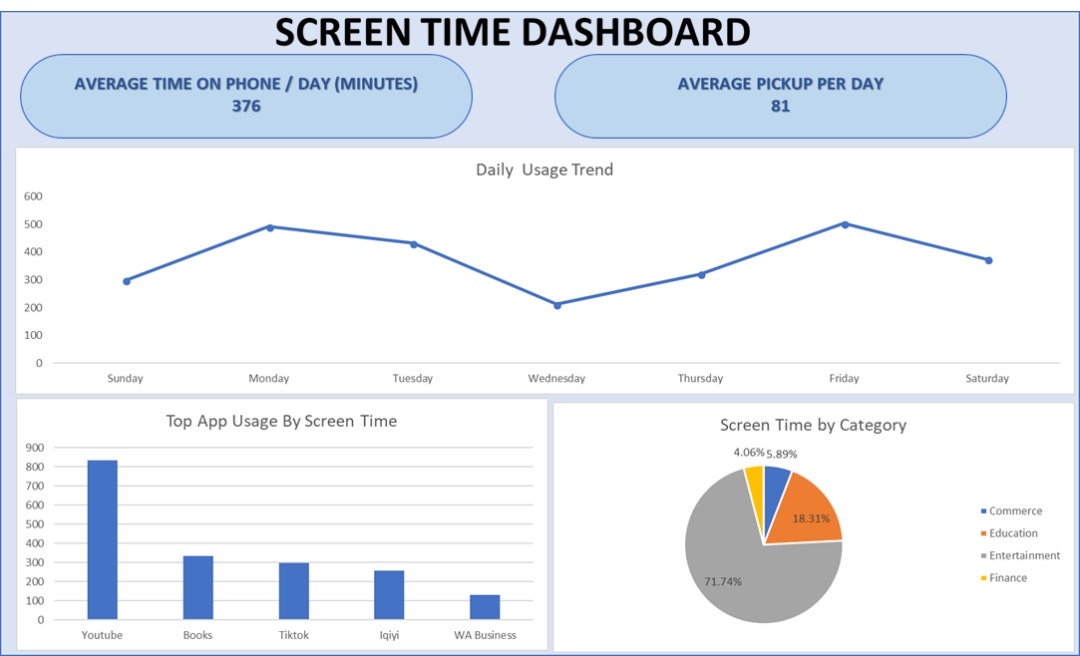 SCREEN TIME DASHBOARD
AVERAGE TIME ON PHONE / DAY (MINUTES)
376
AVERAGE PICKUP PER DAY
81
Daily  Usage Trend
600
500
400
300
200
100
0
Sunday Monday Tuesday Wednesday Thursday Friday Saturday
Top App Usage By Screen Time
900
800
700
600
500
400
300
200
100
0
Youtube Books Tiktok Iqiyi WA Business
Screen Time by Category
4.06% 5.89%
18.31%
71.74%
Commerce
Education
Entertainment
Finance